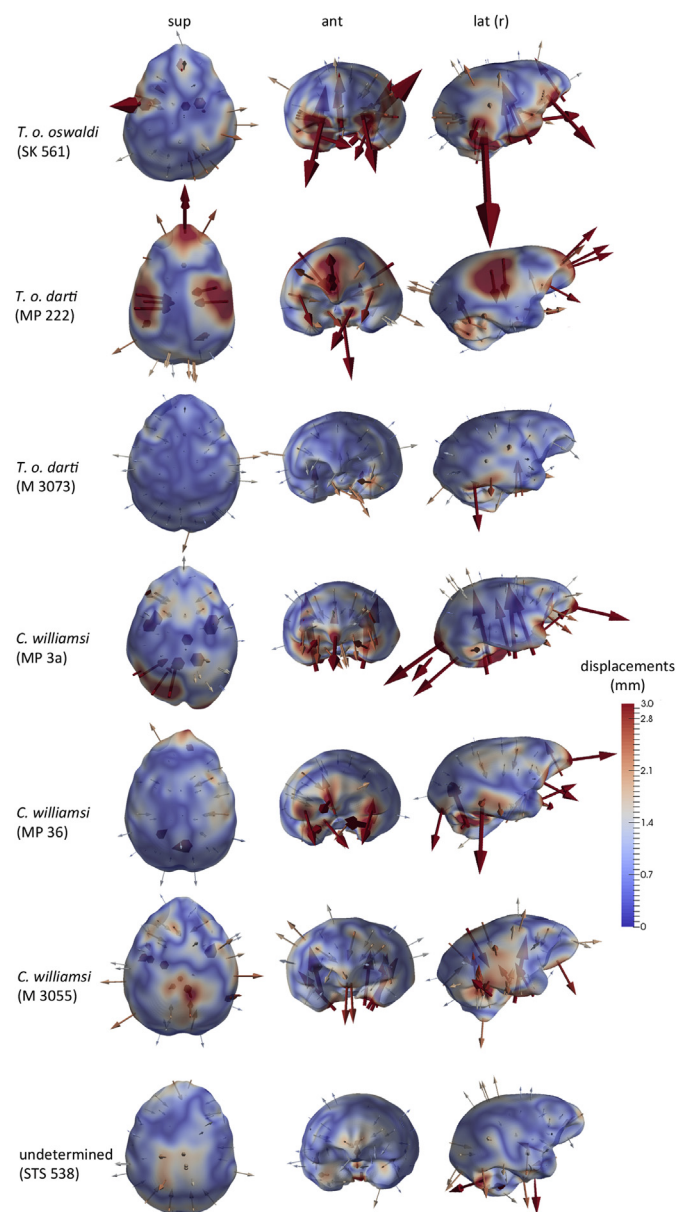 sup ant lat (r)
T. o. oswaldi
(SK 561)
T. o. darti
(MP 222)
T. o. darti
(M 3073)
C. williamsi
(MP 3a)
displacements
(mm)
3.0
2.8
2.1
1.4
0.7
0
C. williamsi
(MP 36)
C. williamsi
(M 3055)
undetermined
(STS 538)